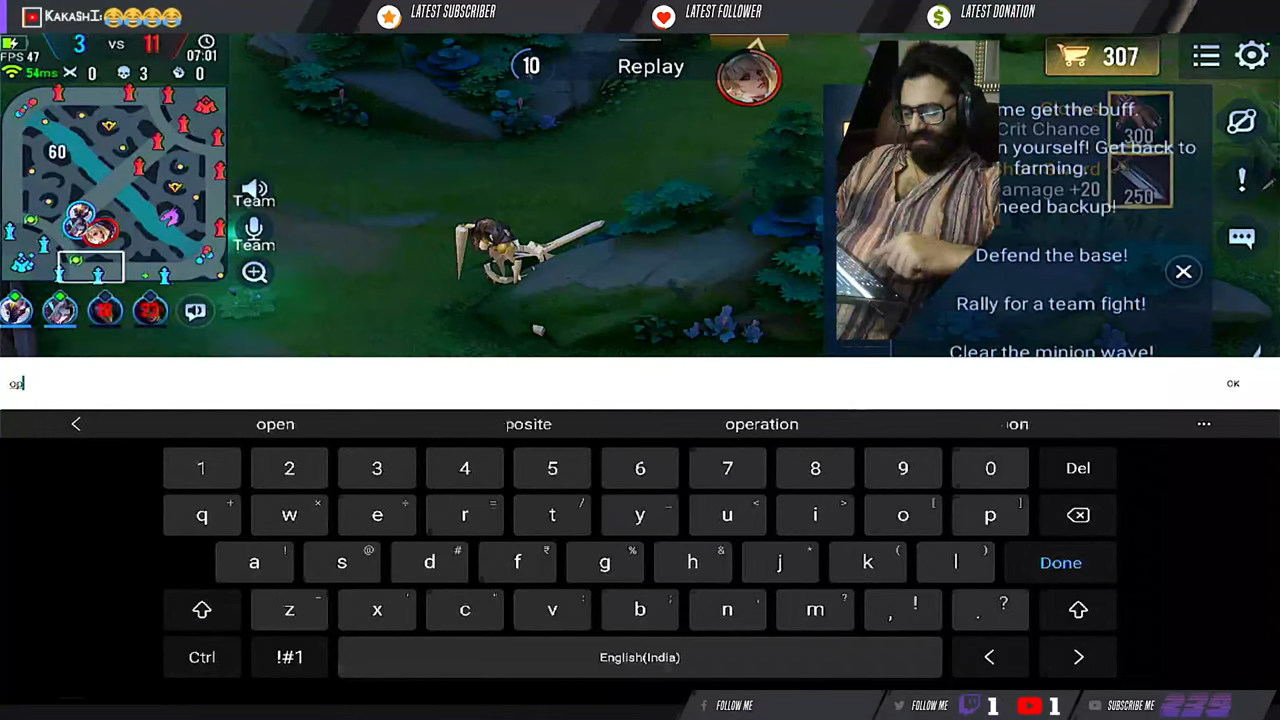 KAKASHI:
LATEST SUBSCRIBER
LATEST FOLLOWER
LATEST DONATION
3 vs 11
07:01
FPS 47
54ms 0 3 0
10
Replay
307
60
Team
Team
me get the buff.
Crit Chance
300
n yourself! Get back to
farming.
amage +20
250
need backup!
Defend the base!
Rally for a team fight!
Clear the minion wave!
op
OK
open posite operation ion
1 2 3 4 5 6 7 8 9 0 Del
q w e r t y u i o p
a s d f g h j k l Done
z x c v b n m , ! . ?
Ctrl !#1 English(India) < >
FOLLOW ME
FOLLOW ME
1
1
SUBSCRIBE ME